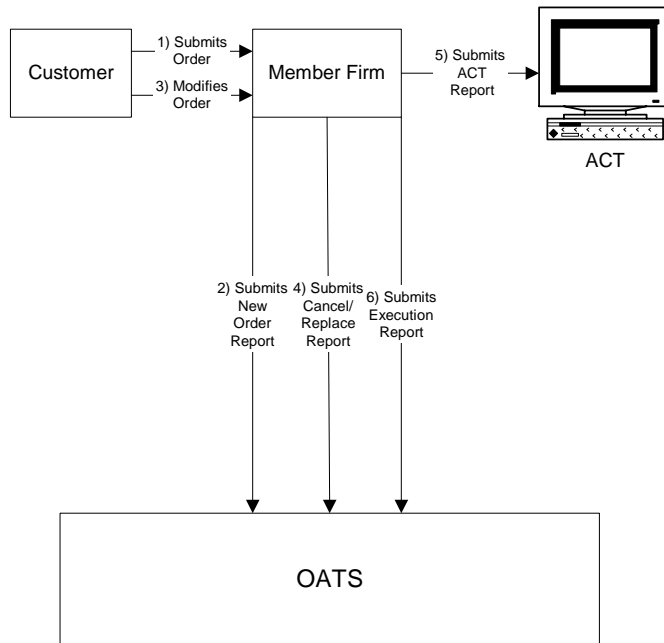 Customer
1) Submits
Order
3) Modifies
Order
Member Firm
5) Submits
ACT
Report
ACT
2) Submits
New
Order
Report
4) Submits
Cancel/
Replace
Report
6) Submits
Execution
Report
OATS